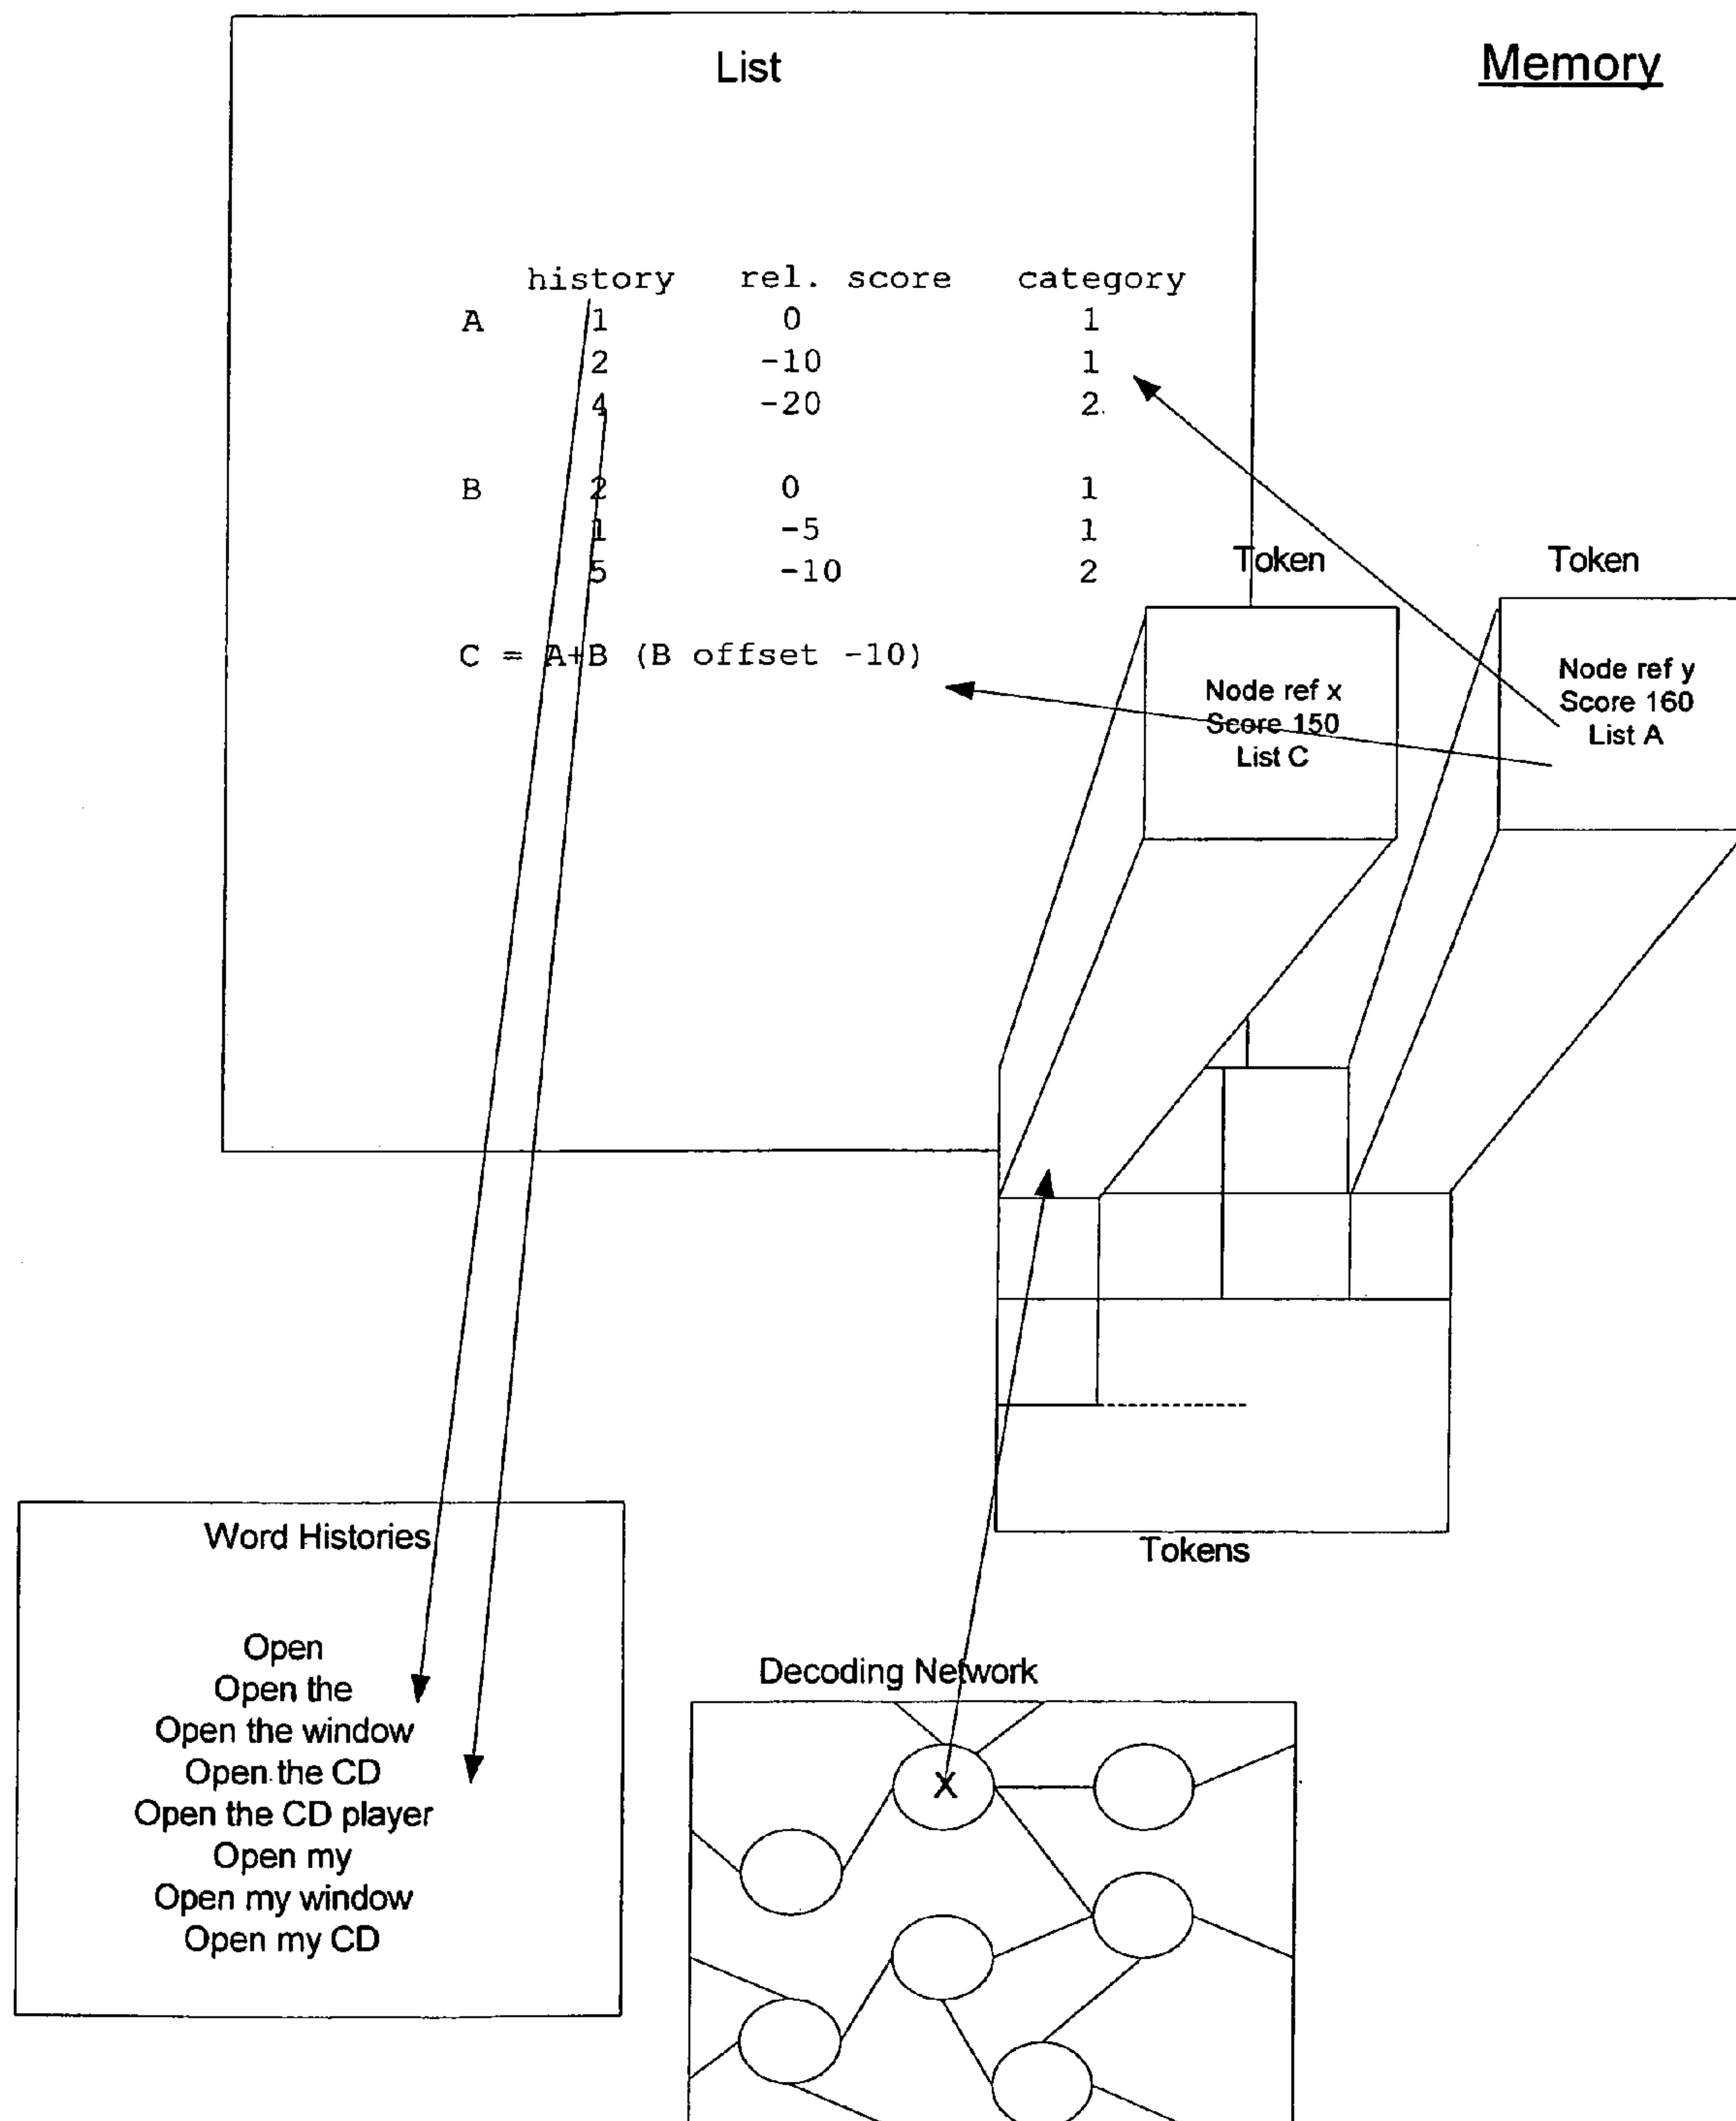 List
Memory
history rel. score category
A 1 0 1
2 -10 1
4 -20 2
B 2 0 1
1 -5 1
5 -10 2
C = A+B (B offset -10)
Token
Node ref x
Score 150
List C
Token
Node ref y
Score 160
List A
Tokens
Word Histories
Open
Open the
Open the window
Open the CD
Open the CD player
Open my
Open my window
Open my CD
Decoding Network
X